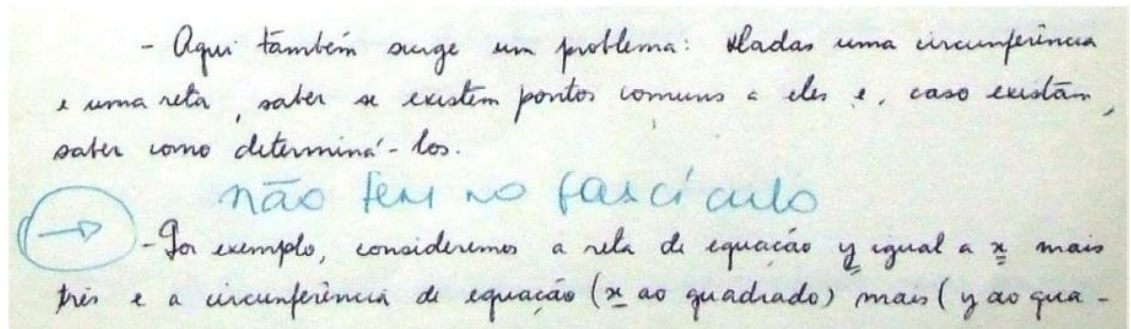 - Aqui também surge um problema: Dadas uma circunferência
e uma reta, saber se existem pontos comuns a eles e, caso existam,
saber como determiná-los.
não tem no fascículo
- Por exemplo, consideremos a reta de equação y igual a x mais
três e a circunferência de equação (x ao quadrado) mais (y ao qua-